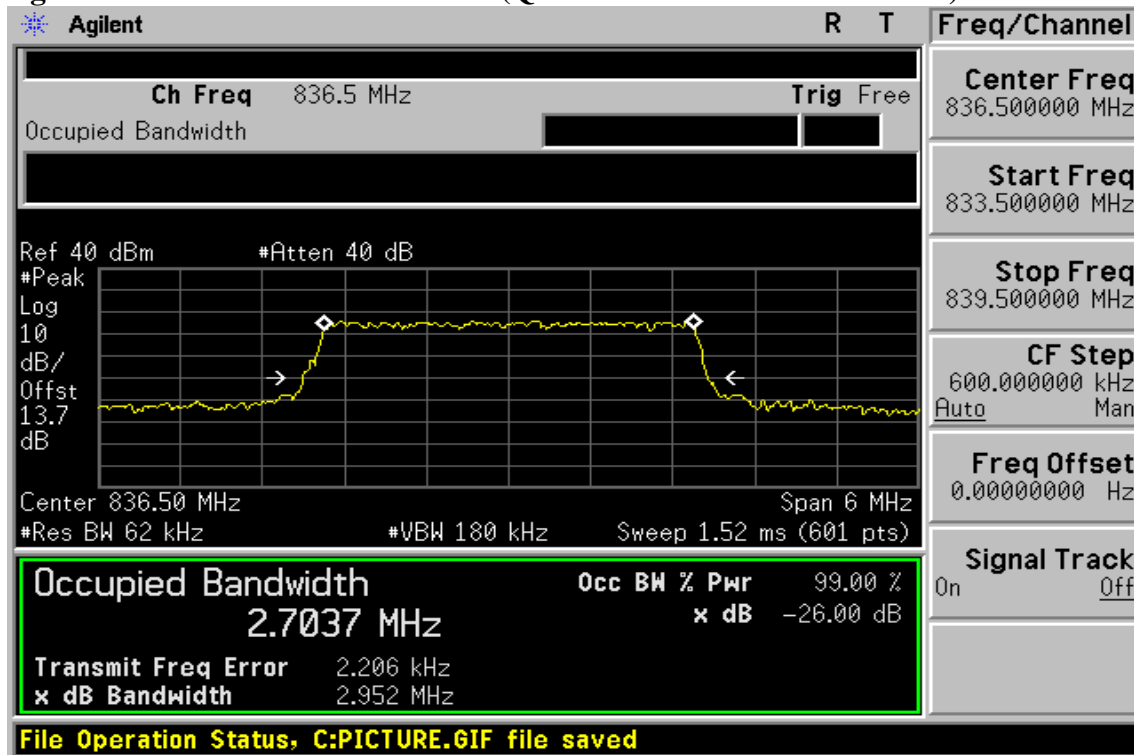 Agilent R T Freq/Channel
Ch Freq 836.5 MHz Trig Free
Occupied Bandwidth
Center Freq
836.500000 MHz
Start Freq
833.500000 MHz
Stop Freq
839.500000 MHz
CF Step
600.000000 kHz
Auto Man
Freq Offset
0.00000000 Hz
Signal Track
On Off
Ref 40 dBm #Atten 40 dB
#Peak
Log
10
dB/
Offst
13.7
dB
Center 836.50 MHz Span 6 MHz
#Res BW 62 kHz #VBW 180 kHz Sweep 1.52 ms (601 pts)
Occupied Bandwidth Occ BW % Pwr 99.00 %
2.7037 MHz x dB -26.00 dB
Transmit Freq Error 2.206 kHz
x dB Bandwidth 2.952 MHz
File Operation Status, C:PICTURE.GIF file saved